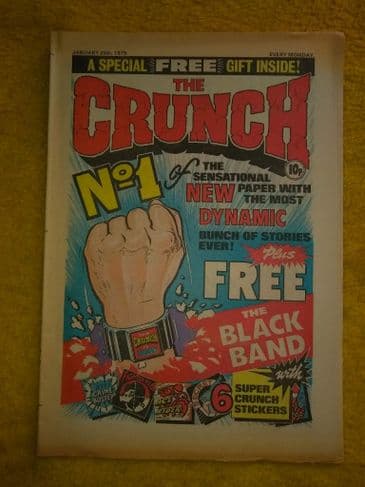 JANUARY 20th, 1979 EVERY MONDAY
A SPECIAL FREE GIFT INSIDE!
THE
CRUNCH
10p
No1 of THE
SENSATIONAL
NEW PAPER WITH
THE MOST
DYNAMIC
BUNCH OF STORIES
EVER!
Plus
FREE
THE
BLACK
BAND
with
6 SUPER
CRUNCH
STICKERS
CRUNCH